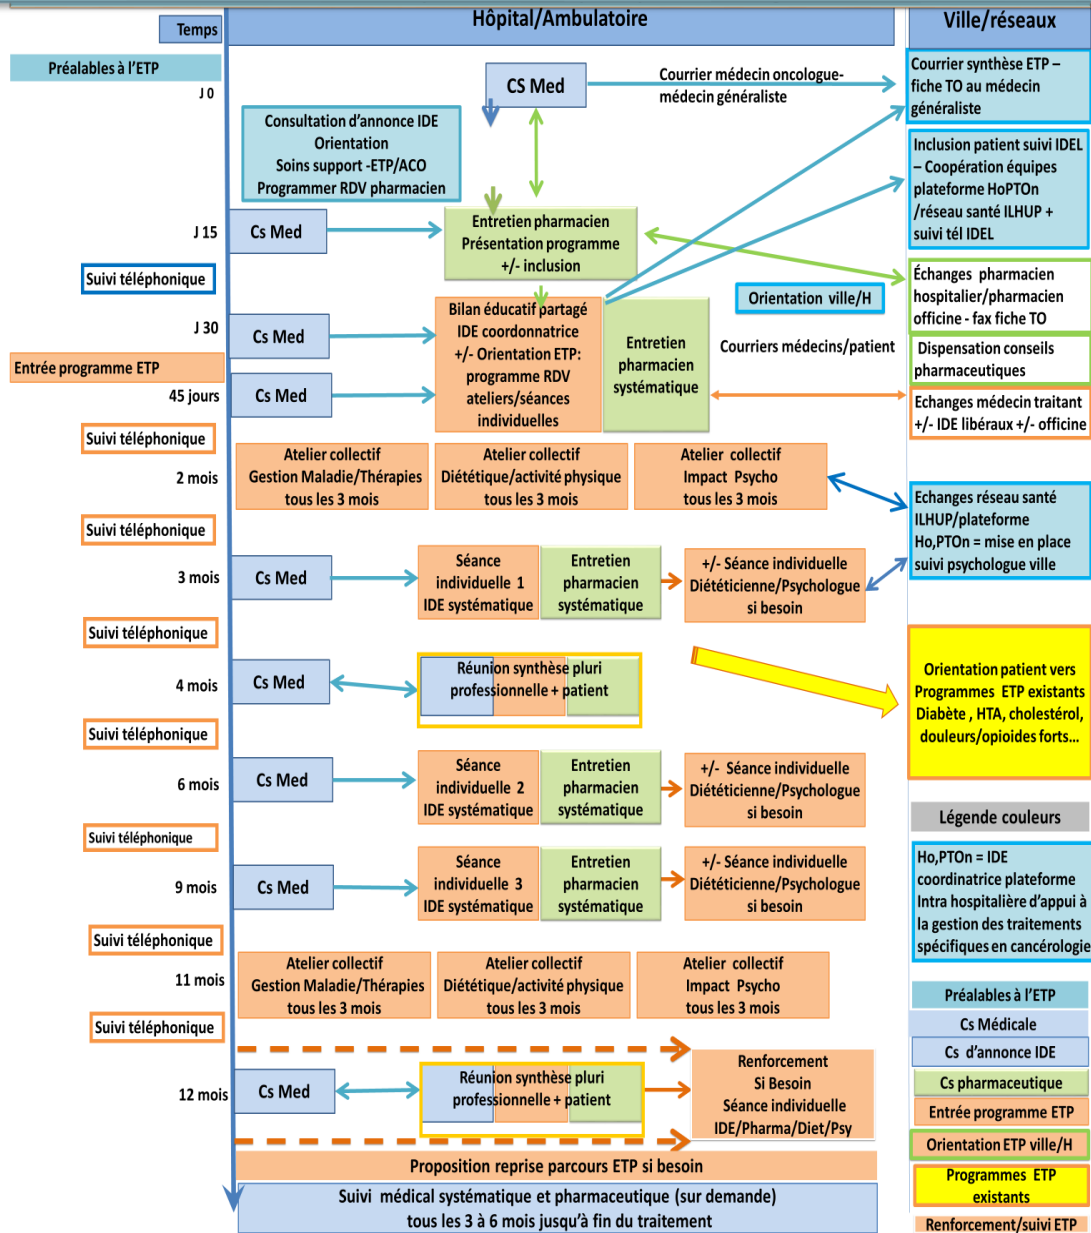 Temps
Hôpital/Ambulatoire
Ville/réseaux
Préalables à l'ETP
J 0
CS Med
Courrier médecin oncologue-
médecin généraliste
Courrier synthèse ETP –
fiche TO au médecin
généraliste
Consultation d'annonce IDE
Orientation
Soins support -ETP/ACO
Programmer RDV pharmacien
Inclusion patient suivi IDEL
– Coopération équipes
plateforme HoPTOn
/réseau santé ILHUP +
suivi tél IDEL
J 15
Cs Med
Entretien pharmacien
Présentation programme
+/- inclusion
Suivi téléphonique
Orientation ville/H
Échanges pharmacien
hospitalier/pharmacien
officine - fax fiche TO
J 30
Cs Med
Bilan éducatif partagé
IDE coordonnatrice
+/- Orientation ETP:
programme RDV
ateliers/séances
individuelles
Entretien
pharmacien
systématique
Courriers médecins/patient
Dispensation conseils
pharmaceutiques
Entrée programme ETP
45 jours
Cs Med
Echanges médecin traitant
+/- IDE libéraux +/- officine
Suivi téléphonique
2 mois
Atelier collectif
Gestion Maladie/Thérapies
tous les 3 mois
Atelier collectif
Diététique/activité physique
tous les 3 mois
Atelier collectif
Impact Psycho
tous les 3 mois
Echanges réseau santé
ILHUP/plateforme
Ho,PTOn = mise en place
suivi psychologue ville
Suivi téléphonique
3 mois
Cs Med
Séance
individuelle 1
IDE systématique
Entretien
pharmacien
systématique
+/- Séance individuelle
Diététicienne/Psychologue
si besoin
Suivi téléphonique
4 mois
Cs Med
Réunion synthèse pluri
professionnelle + patient
Orientation patient vers
Programmes ETP existants
Diabète , HTA, cholestérol,
douleurs/opioides forts...
Suivi téléphonique
6 mois
Cs Med
Séance
individuelle 2
IDE systématique
Entretien
pharmacien
systématique
+/- Séance individuelle
Diététicienne/Psychologue
si besoin
Légende couleurs
Suivi téléphonique
9 mois
Cs Med
Séance
individuelle 3
IDE systématique
Entretien
pharmacien
systématique
+/- Séance individuelle
Diététicienne/Psychologue
si besoin
Ho,PTOn = IDE
coordinatrice plateforme
Intra hospitalière d'appui à
la gestion des traitements
spécifiques en cancérologie
Suivi téléphonique
11 mois
Atelier collectif
Gestion Maladie/Thérapies
tous les 3 mois
Atelier collectif
Diététique/activité physique
tous les 3 mois
Atelier collectif
Impact Psycho
tous les 3 mois
Suivi téléphonique
12 mois
Cs Med
Réunion synthèse pluri
professionnelle + patient
Renforcement
Si Besoin
Séance individuelle
IDE/Pharma/Diet/Psy
Proposition reprise parcours ETP si besoin
Suivi médical systématique et pharmaceutique (sur demande)
tous les 3 à 6 mois jusqu'à fin du traitement
Préalables à l'ETP
Cs Médicale
Cs d'annonce IDE
Cs pharmaceutique
Entrée programme ETP
Orientation ETP ville/H
Programmes ETP
existants
Renforcement/suivi ETP